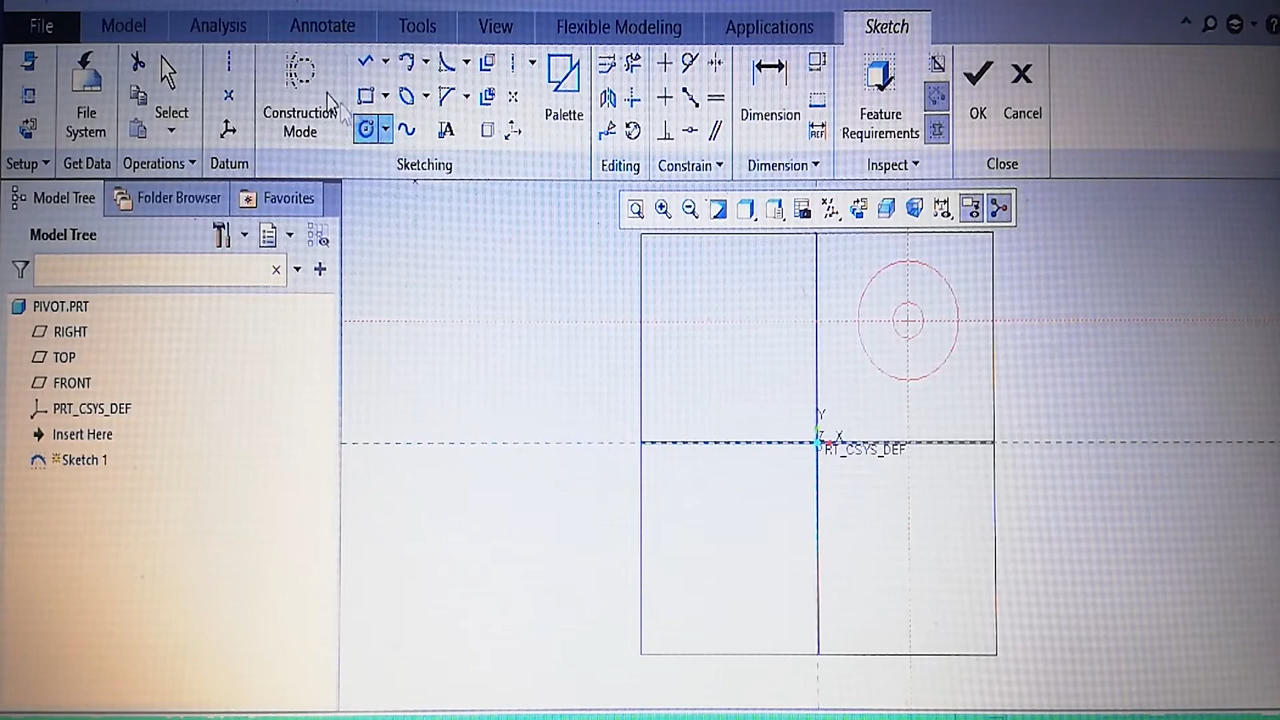 File Model Analysis Annotate Tools View Flexible Modeling Applications Sketch
File System
Select
Construction Mode
Palette
Dimension
REF
Feature Requirements
OK
Cancel
Setup Get Data Operations Datum Sketching Editing Constrain Dimension Inspect Close
Model Tree Folder Browser Favorites
Model Tree
PIVOT.PRT
RIGHT
TOP
FRONT
PRT_CSYS_DEF
Insert Here
Sketch 1
Y
Z X
PRT_CSYS_DEF